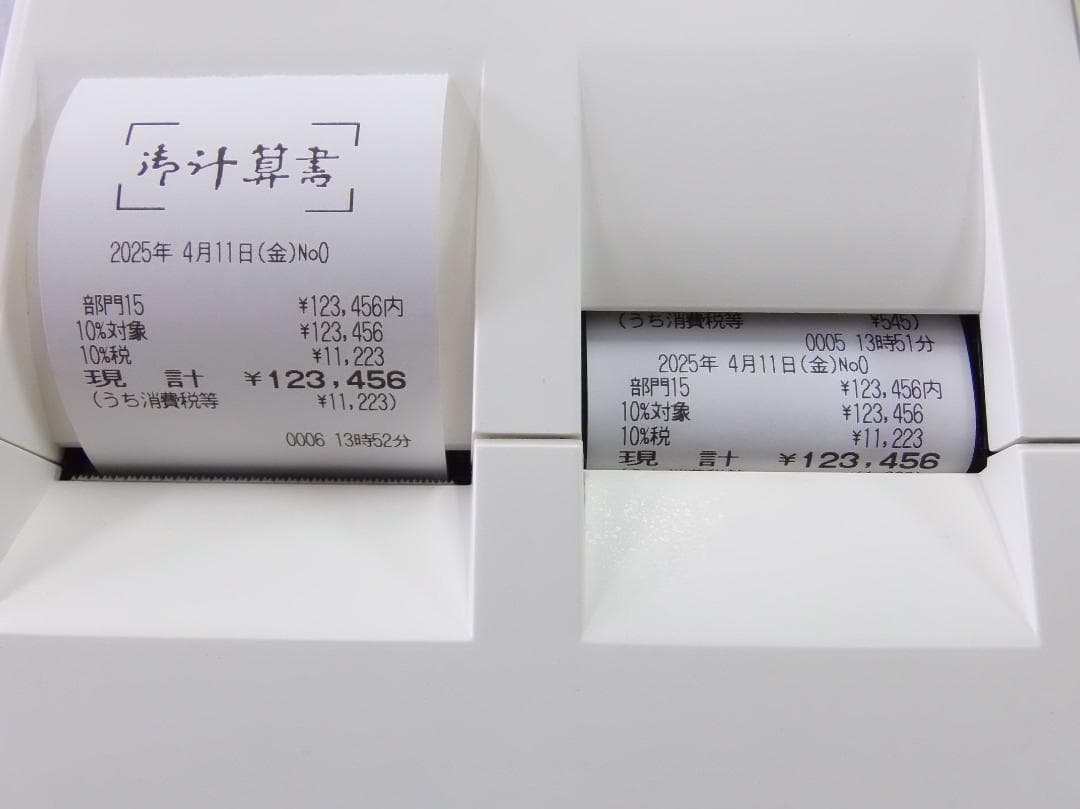 御計算書
2025年 4月11日(金)No0
部門15 ¥123,456内
10%対象 ¥123,456
10%税 ¥11,223
現 計 ¥123,456
(うち消費税等 ¥11,223)
0006 13時52分
(うち消費税等 ¥545)
0005 13時51分
2025年 4月11日(金)No0
部門15 ¥123,456内
10%対象 ¥123,456
10%税 ¥11,223
現 計 ¥123,456